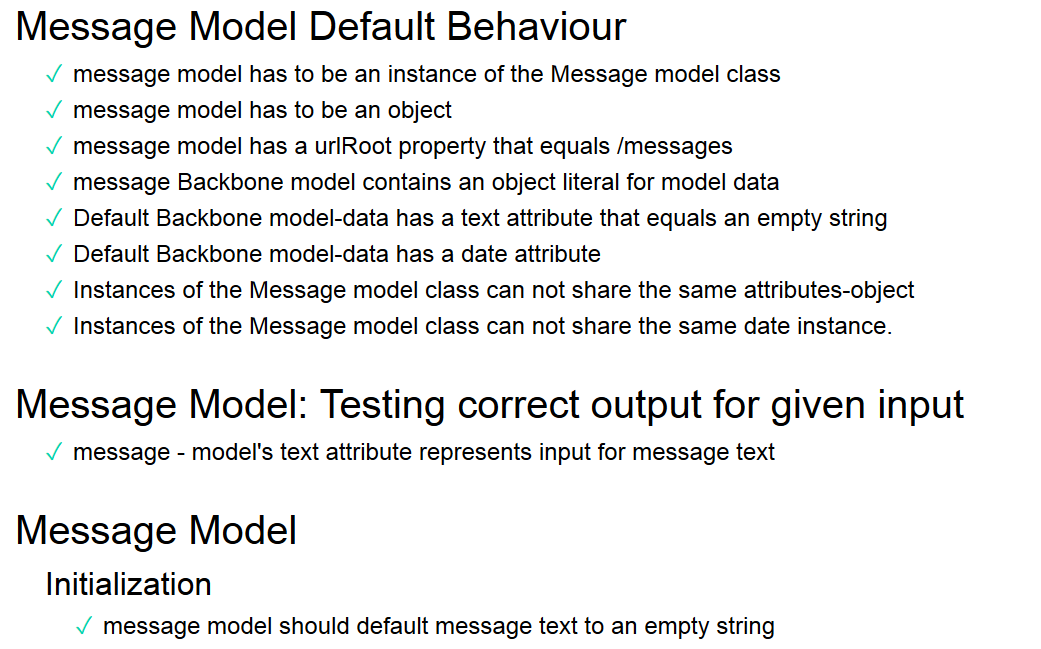 Message Model Default Behaviour
✓ message model has to be an instance of the Message model class
✓ message model has to be an object
✓ message model has a urlRoot property that equals /messages
✓ message Backbone model contains an object literal for model data
✓ Default Backbone model-data has a text attribute that equals an empty string
✓ Default Backbone model-data has a date attribute
✓ Instances of the Message model class can not share the same attributes-object
✓ Instances of the Message model class can not share the same date instance.
Message Model: Testing correct output for given input
✓ message - model's text attribute represents input for message text
Message Model
Initialization
✓ message model should default message text to an empty string